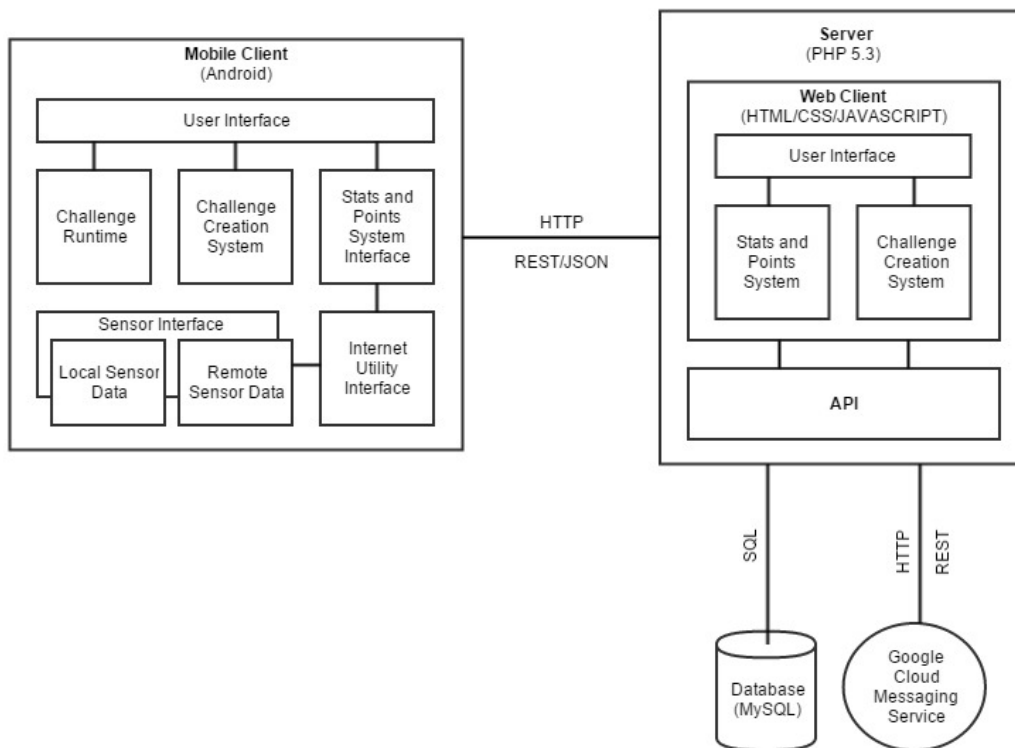 Mobile Client
(Android)
User Interface
Challenge
Runtime
Challenge
Creation
System
Stats and
Points
System
Interface
Sensor Interface
Local Sensor
Data
Remote
Sensor Data
Internet
Utility
Interface
HTTP
REST/JSON
Server
(PHP 5.3)
Web Client
(HTML/CSS/JAVASCRIPT)
User Interface
Stats and
Points
System
Challenge
Creation
System
API
SQL
HTTP
REST
Database
(MySQL)
Google
Cloud
Messaging
Service